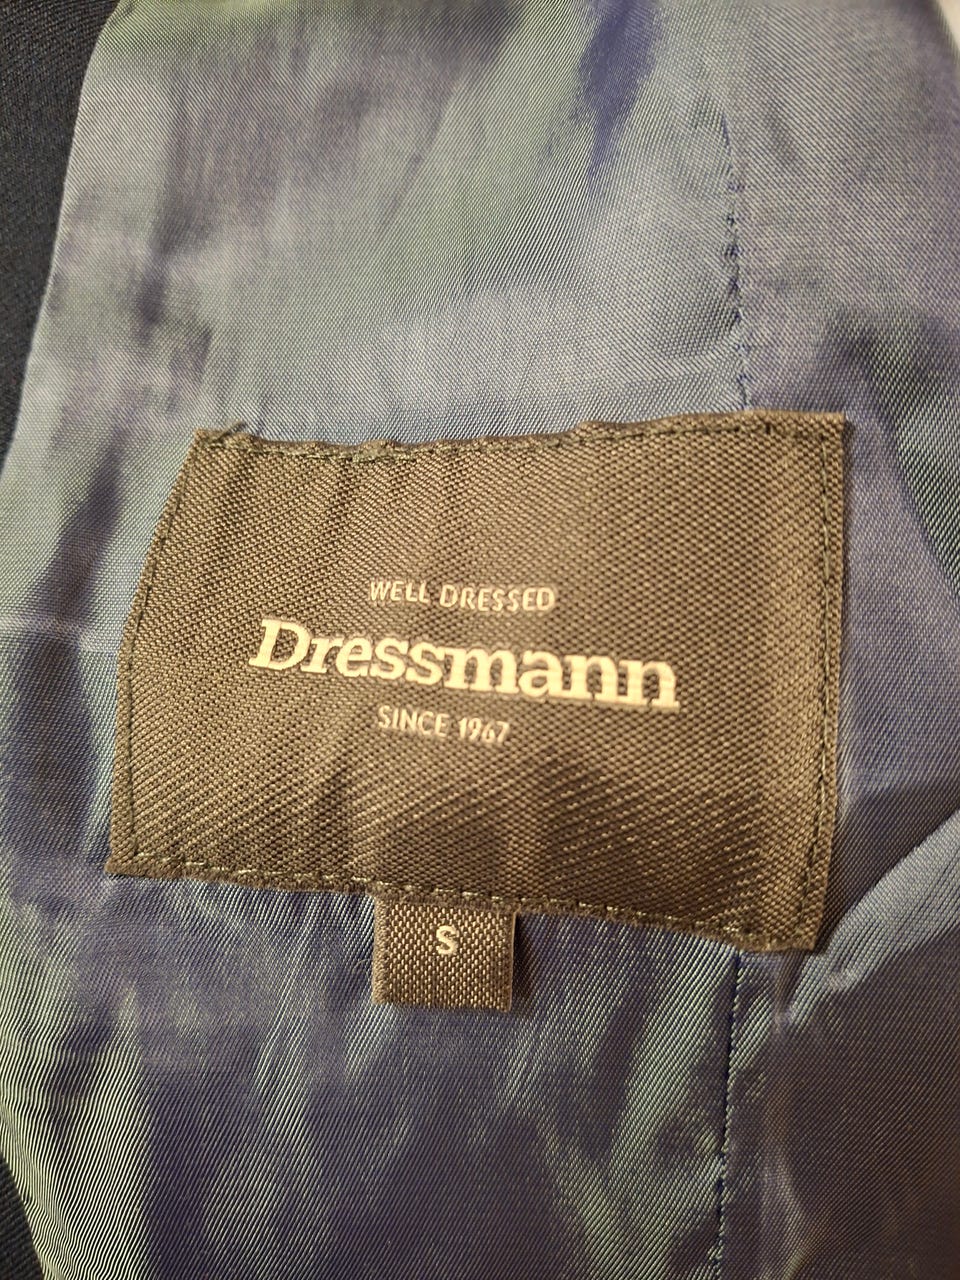 WELL DRESSED
Dressmann
SINCE 1967
S